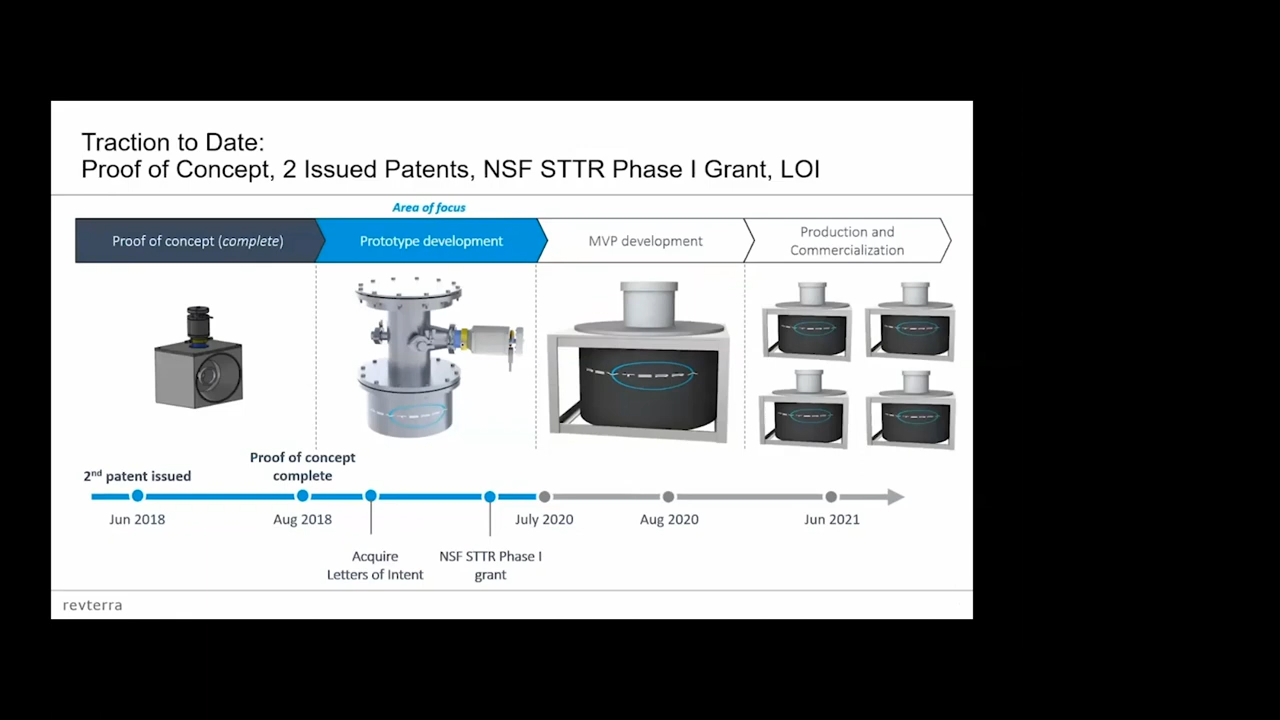 Traction to Date:
Proof of Concept, 2 Issued Patents, NSF STTR Phase I Grant, LOI
Area of focus
Proof of concept (complete)
Prototype development
MVP development
Production and
Commercialization
2nd patent issued
Proof of concept
complete
Jun 2018
Aug 2018
July 2020
Aug 2020
Jun 2021
Acquire
Letters of Intent
NSF STTR Phase I
grant
revterra